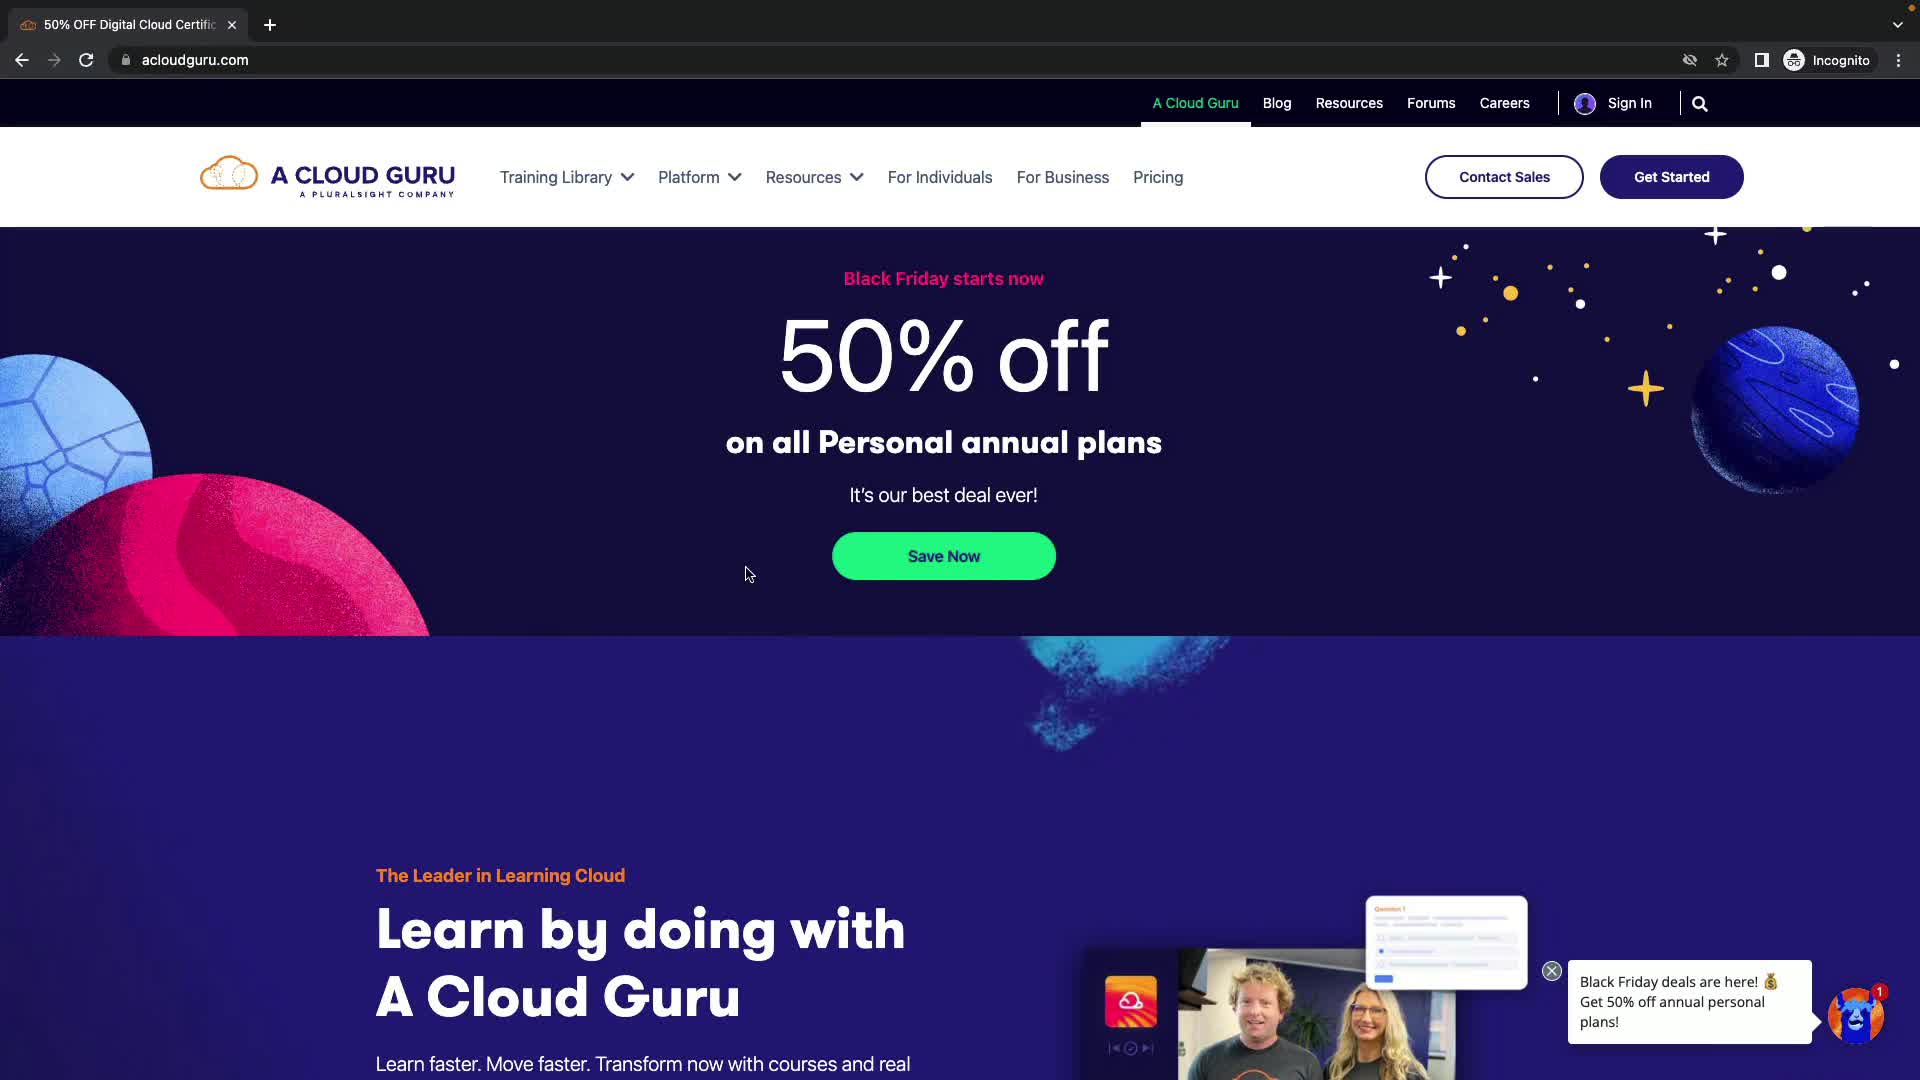 50% OFF Digital Cloud Certific
acloudguru.com
Incognito
A Cloud Guru
Blog
Resources
Forums
Careers
Sign In
A CLOUD GURU
A PLURALSIGHT COMPANY
Training Library
Platform
Resources
For Individuals
For Business
Pricing
Contact Sales
Get Started
Black Friday starts now
50% off
on all Personal annual plans
It's our best deal ever!
Save Now
The Leader in Learning Cloud
Learn by doing with
A Cloud Guru
Learn faster. Move faster. Transform now with courses and real
Question 1
Black Friday deals are here! 💰
Get 50% off annual personal
plans!
1